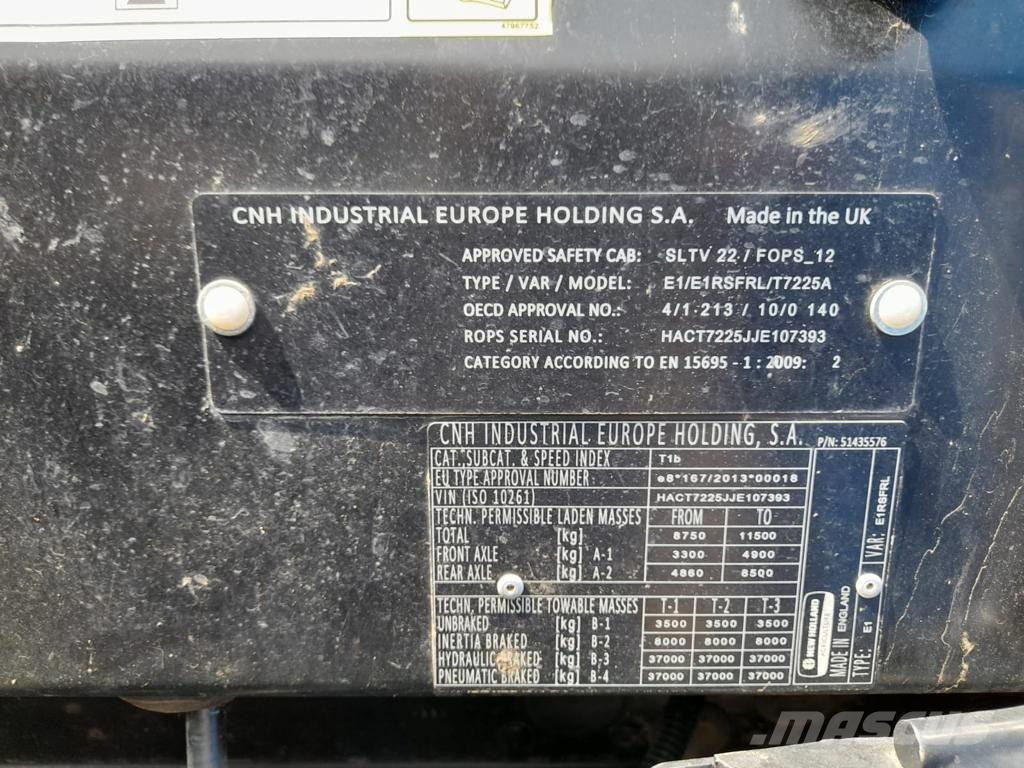 47967752
CNH INDUSTRIAL EUROPE HOLDING S.A. Made in the UK
APPROVED SAFETY CAB: SLTV 22 / FOPS_12
TYPE / VAR / MODEL: E1/E1RSFRL/T7225A
OECD APPROVAL NO.: 4/1-213 / 10/0 140
ROPS SERIAL NO.: HACT7225JJE107393
CATEGORY ACCORDING TO EN 15695 - 1 : 2009: 2
CNH INDUSTRIAL EUROPE HOLDING, S.A. P/N: 51435576
CAT.,SUBCAT. & SPEED INDEX T1b
EU TYPE APPROVAL NUMBER e8*167/2013*00018
VIN (ISO 10261) HACT7225JJE107393
TECHN. PERMISSIBLE LADEN MASSES FROM TO
TOTAL [kg] 8750 11500
FRONT AXLE [kg] A-1 3300 4900
REAR AXLE [kg] A-2 4860 8500
TECHN, PERMISSIBLE TOWABLE MASSES T-1 T-2 T-3
UNBRAKED [kg] B-1 3500 3500 3500
INERTIA BRAKED [kg] B-2 8000 8000 8000
HYDRAULIC BRAKED [kg] B-3 37000 37000 37000
PNEUMATIC BRAKED [kg] B-4 37000 37000 37000
NEW HOLLAND
AGRICULTURE
MADE IN ENGLAND
TYPE: E1 VAR: E1RSFRL
MASCUS